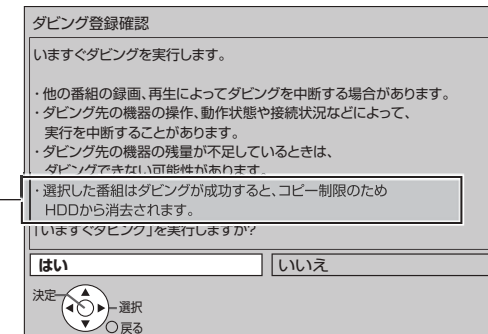 ダビング登録確認
いますぐダビングを実行します。
・他の番組の録画、再生によってダビングを中断する場合があります。
・ダビング先の機器の操作、動作状態や接続状況などによって、
実行を中断することがあります。
・ダビング先の機器の残量が不足しているときは、
ダビングできない可能性があります。
・選択した番組はダビングが成功すると、コピー制限のため
HDDから消去されます。
「いますぐダビング」を実行しますか?
はい
いいえ
決定
選択
戻る